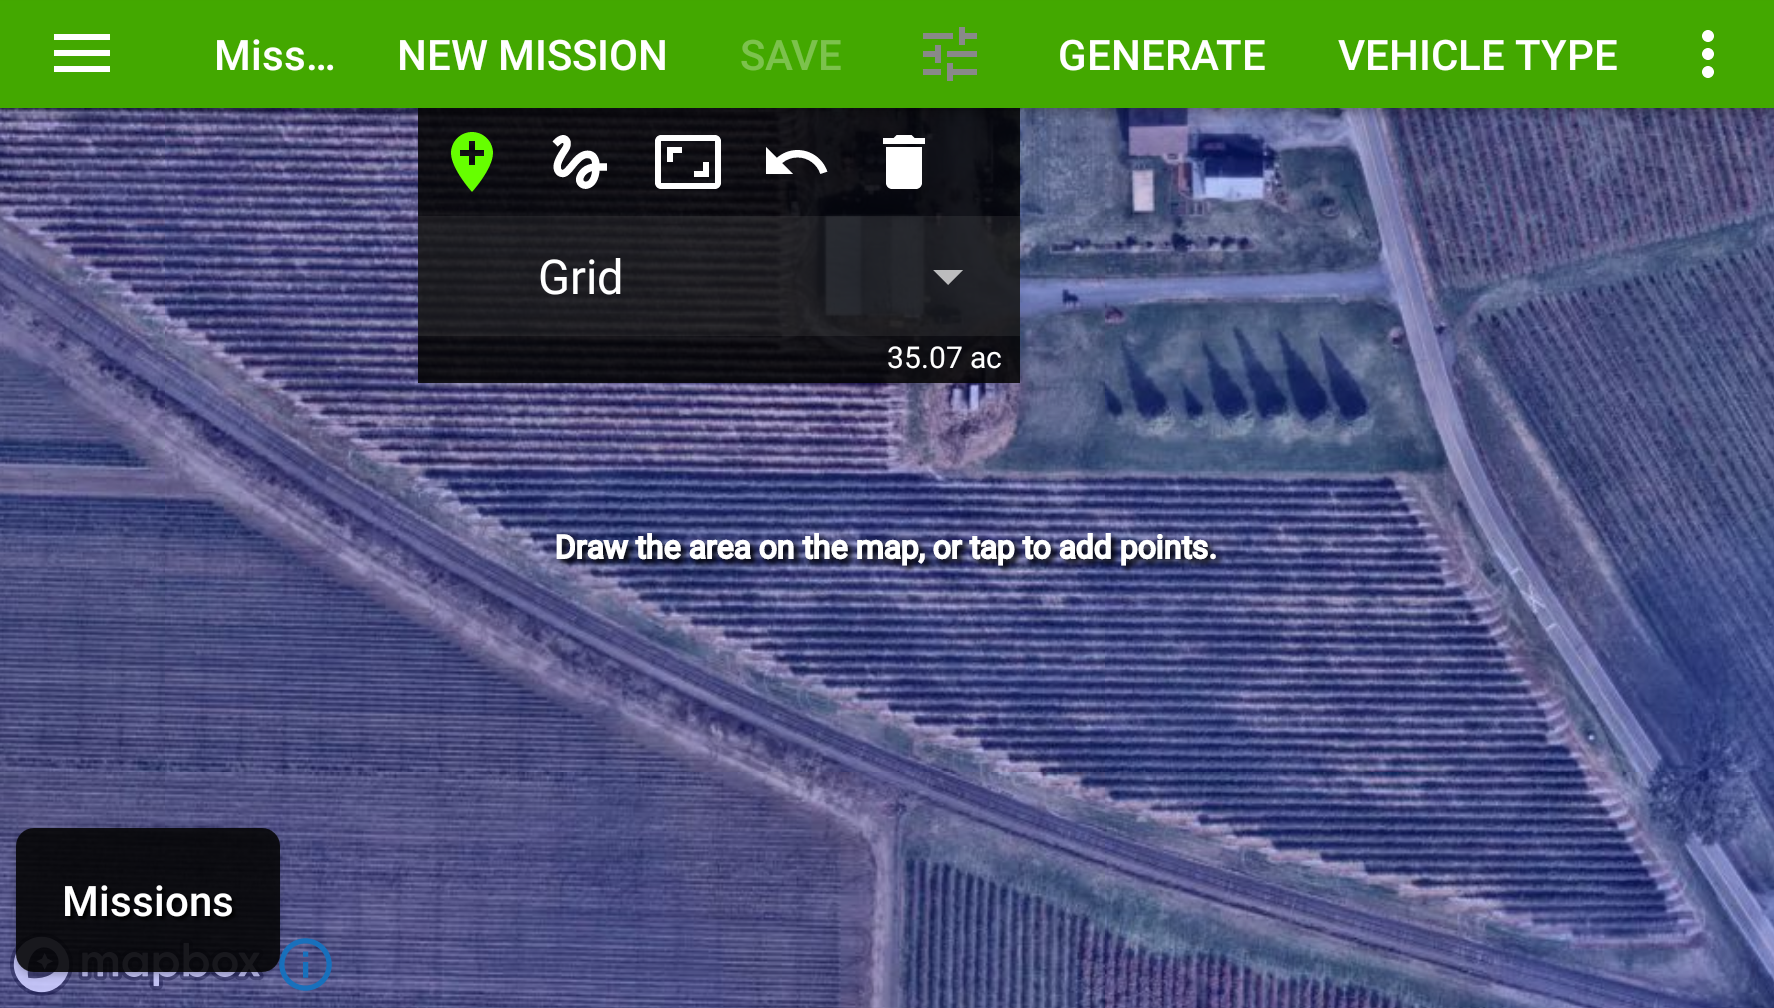 Miss... NEW MISSION SAVE GENERATE VEHICLE TYPE
Grid
35.07 ac
Draw the area on the map, or tap to add points.
Missions
mapbox